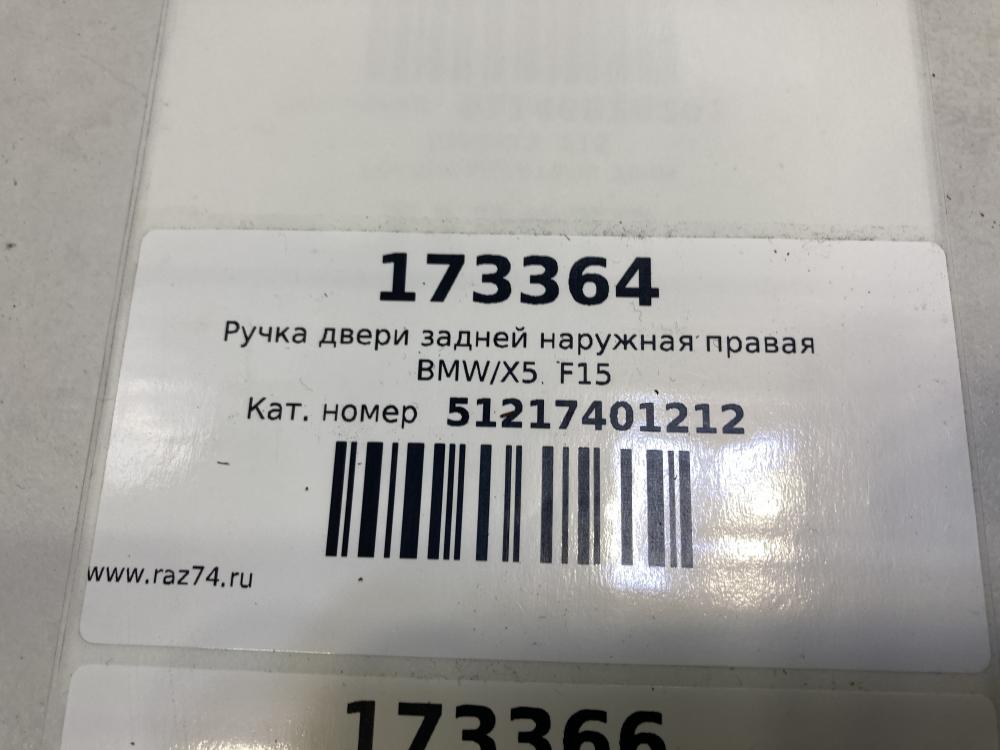 173364
Ручка двери задней наружная правая
BMW/X5 F15
Кат. номер 51217401212
www.raz74.ru
173366